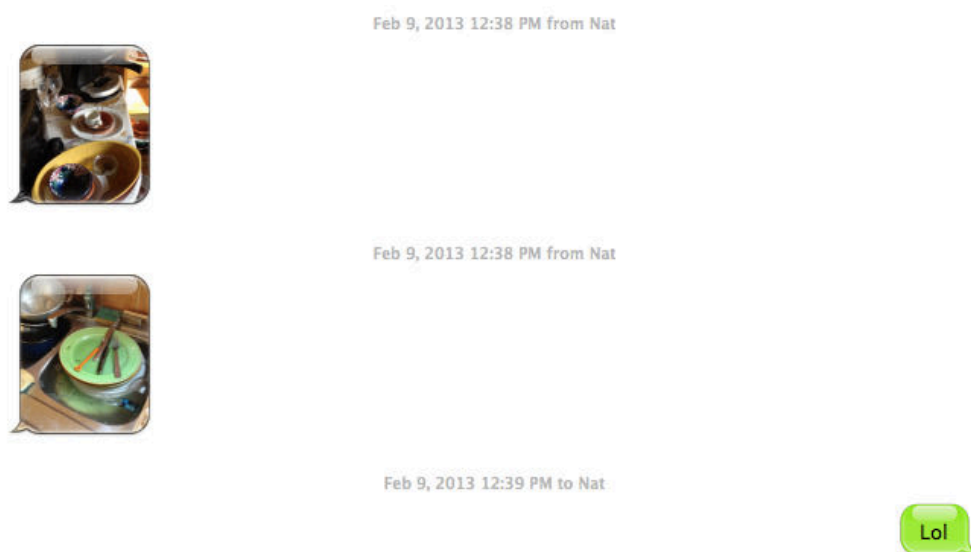 Feb 9, 2013 12:38 PM from Nat
Feb 9, 2013 12:38 PM from Nat
Feb 9, 2013 12:39 PM to Nat
Lol